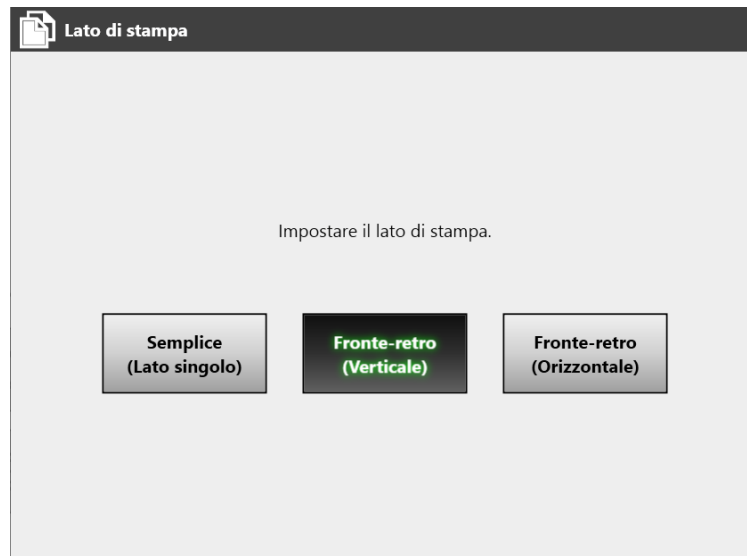 Lato di stampa
Impostare il lato di stampa.
Semplice
(Lato singolo)
Fronte-retro
(Verticale)
Fronte-retro
(Orizzontale)